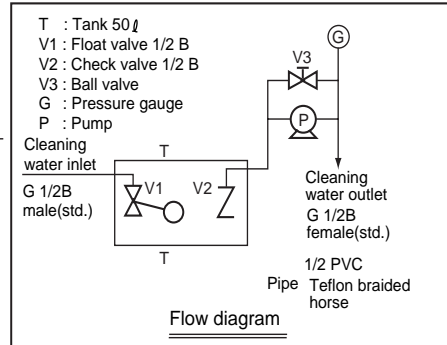 T : Tank 50ℓ
V1 : Float valve 1/2 B
V2 : Check valve 1/2 B
V3 : Ball valve
G : Pressure gauge
P : Pump
G
V3
P
Cleaning
water inlet
G 1/2B
male(std.)
T
V1
V2
T
Cleaning
water outlet
G 1/2B
female(std.)
1/2 PVC
Pipe Teflon braided
horse
Flow diagram